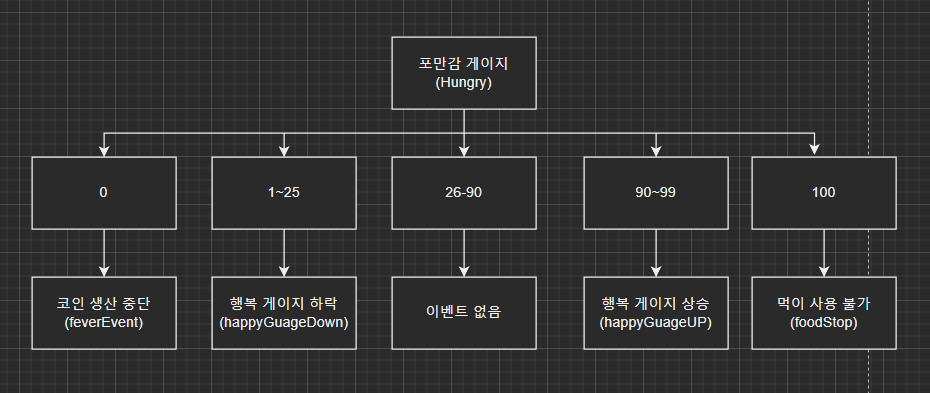 포만감 게이지
(Hungry)
0
1~25
26-90
90~99
100
코인 생산 중단
(feverEvent)
행복 게이지 하락
(happyGuageDown)
이벤트 없음
행복 게이지 상승
(happyGuageUP)
먹이 사용 불가
(foodStop)